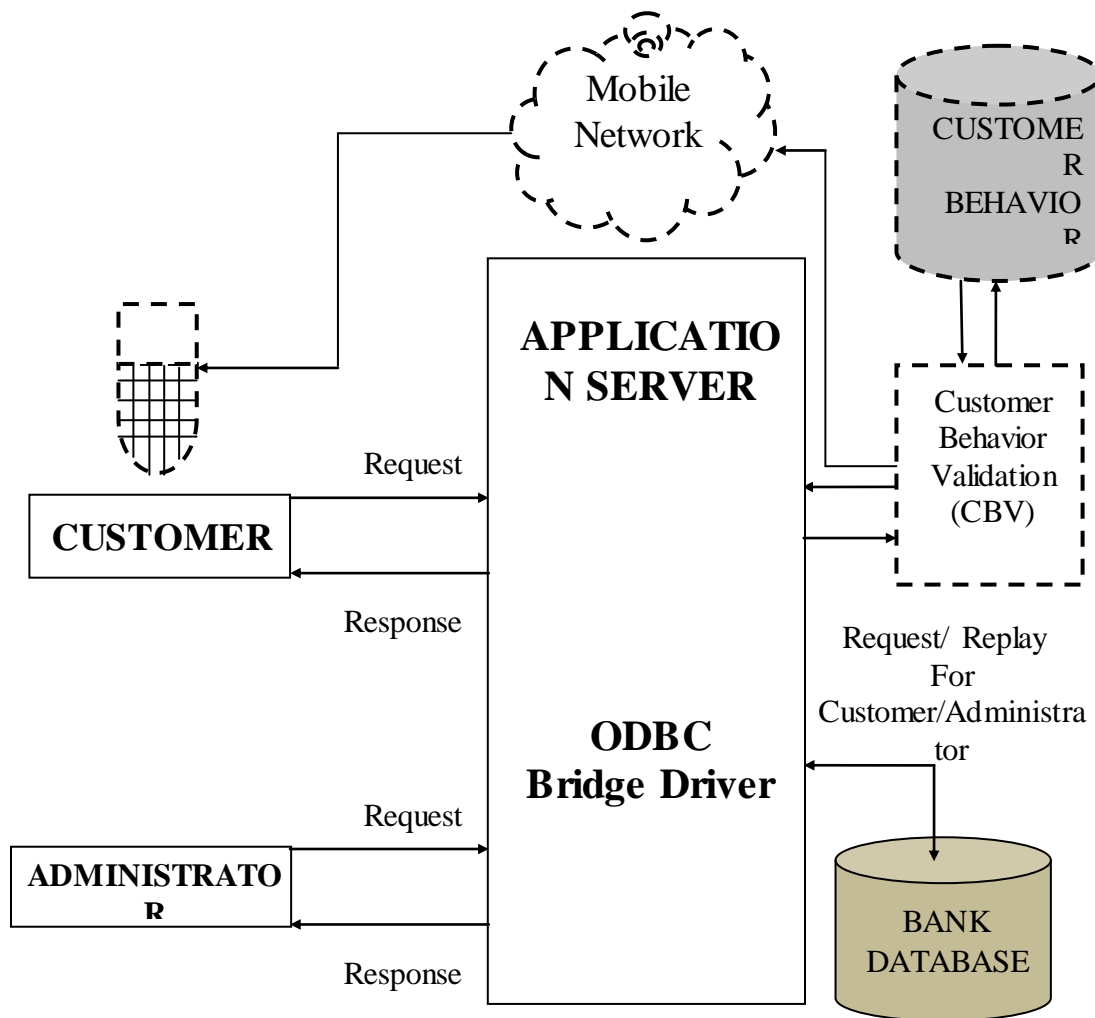 Mobile
Network
CUSTOME
R
BEHAVIO
R
APPLICATIO
N SERVER
Customer
Behavior
Validation
(CBV)
Request
CUSTOMER
Response
Request/ Replay
For
Customer/Administra
tor
ODBC
Bridge Driver
Request
ADMINISTRATO
R
Response
BANK
DATABASE